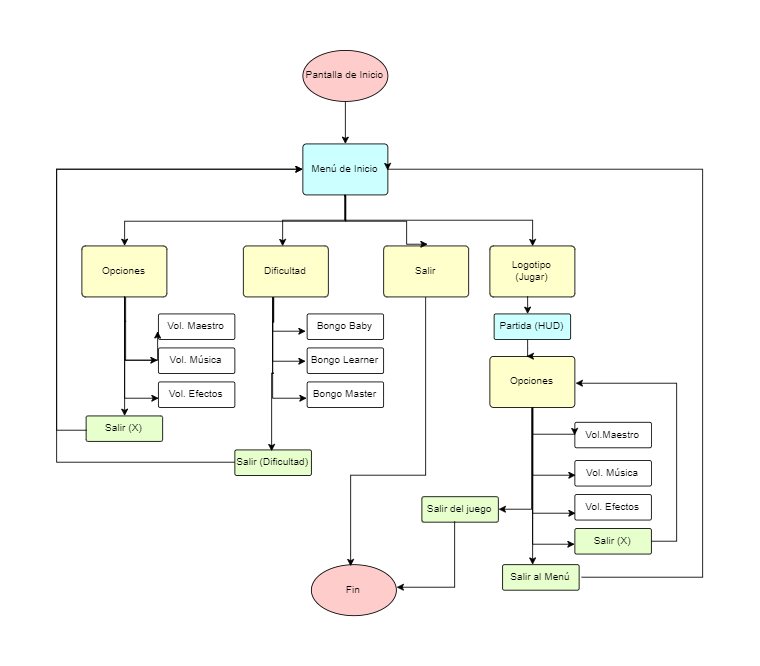 Pantalla de Inicio
Menú de Inicio
Opciones
Dificultad
Salir
Logotipo
(Jugar)
Vol. Maestro
Vol. Música
Vol. Efectos
Salir (X)
Bongo Baby
Bongo Learner
Bongo Master
Salir (Dificultad)
Partida (HUD)
Opciones
Vol.Maestro
Vol. Música
Vol. Efectos
Salir (X)
Salir del juego
Salir al Menú
Fin